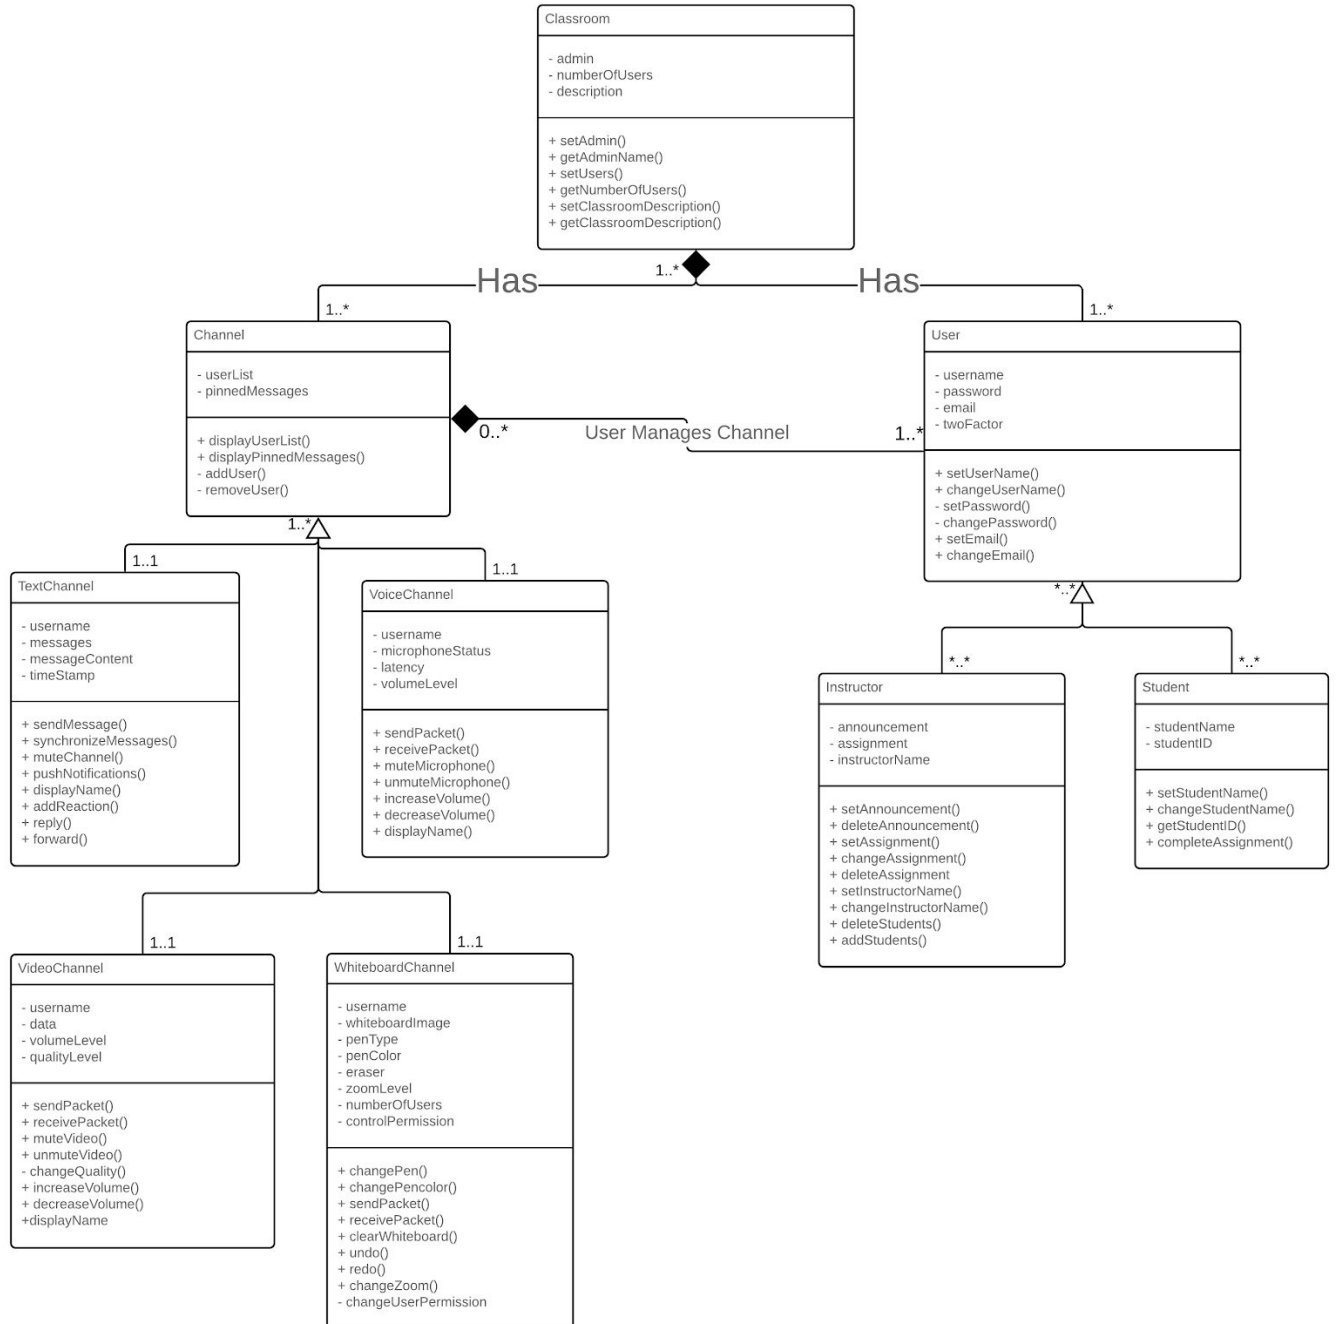 Classroom
- admin
- numberOfUsers
- description
+ setAdmin()
+ getAdminName()
+ setUsers()
+ getNumberOfUsers()
+ setClassroomDescription()
+ getClassroomDescription()
1..*
Has
Has
1..*
1..*
Channel
- userList
- pinnedMessages
+ displayUserList()
+ displayPinnedMessages()
- addUser()
- removeUser()
0..*
User Manages Channel
1..*
User
- username
- password
- email
- twoFactor
+ setUserName()
+ changeUserName()
- setPassword()
- changePassword()
+ setEmail()
+ changeEmail()
1..*
1..1
1..1
TextChannel
- username
- messages
- messageContent
- timeStamp
+ sendMessage()
+ synchronizeMessages()
+ muteChannel()
+ pushNotifications()
+ displayName()
+ addReaction()
+ reply()
+ forward()
VoiceChannel
- username
- microphoneStatus
- latency
- volumeLevel
+ sendPacket()
+ receivePacket()
+ muteMicrophone()
+ unmuteMicrophone()
+ increaseVolume()
+ decreaseVolume()
+ displayName()
*..*
*..*
*..*
Instructor
- announcement
- assignment
- instructorName
+ setAnnouncement()
+ deleteAnnouncement()
+ setAssignment()
+ changeAssignment()
+ deleteAssignment
+ setInstructorName()
+ changeInstructorName()
+ deleteStudents()
+ addStudents()
Student
- studentName
- studentID
+ setStudentName()
+ changeStudentName()
+ getStudentID()
+ completeAssignment()
1..1
1..1
VideoChannel
- username
- data
- volumeLevel
- qualityLevel
+ sendPacket()
+ receivePacket()
+ muteVideo()
+ unmuteVideo()
- changeQuality()
+ increaseVolume()
+ decreaseVolume()
+displayName
WhiteboardChannel
- username
- whiteboardImage
- penType
- penColor
- eraser
- zoomLevel
- numberOfUsers
- controlPermission
+ changePen()
+ changePencolor()
+ sendPacket()
+ receivePacket()
+ clearWhiteboard()
+ undo()
+ redo()
+ changeZoom()
- changeUserPermission